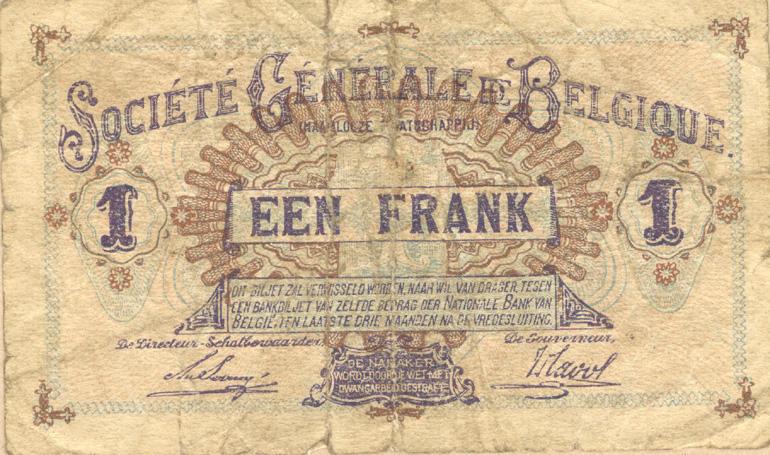 SOCIÉTÉ GÉNÉRALE DE BELGIQUE.
(NAAMLOOZE MAATSCHAPPIJ)
1 EEN FRANK 1
DIT BILJET ZAL VERWISSELD WORDEN, NAAR WIL VAN DRAGER, TEGEN
EEN BANKBILJET VAN ZELFDE BEDRAG DER NATIONALE BANK VAN
BELGIË, TEN LAATSTE DRIE MAANDEN NA DE VREDESLUITING.
De Directeur-Schatbewaarder, De Gouverneur,
DE NAMAKER
WORDT DOOR DE WET MET
DWANGARBEID GESTRAFT